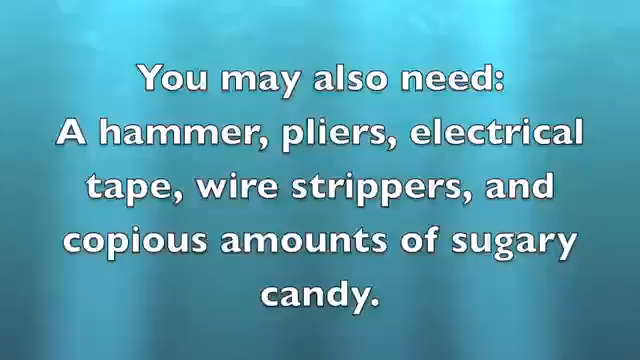 You may also need:
A hammer, pliers, electrical
tape, wire strippers, and
copious amounts of sugary
candy.